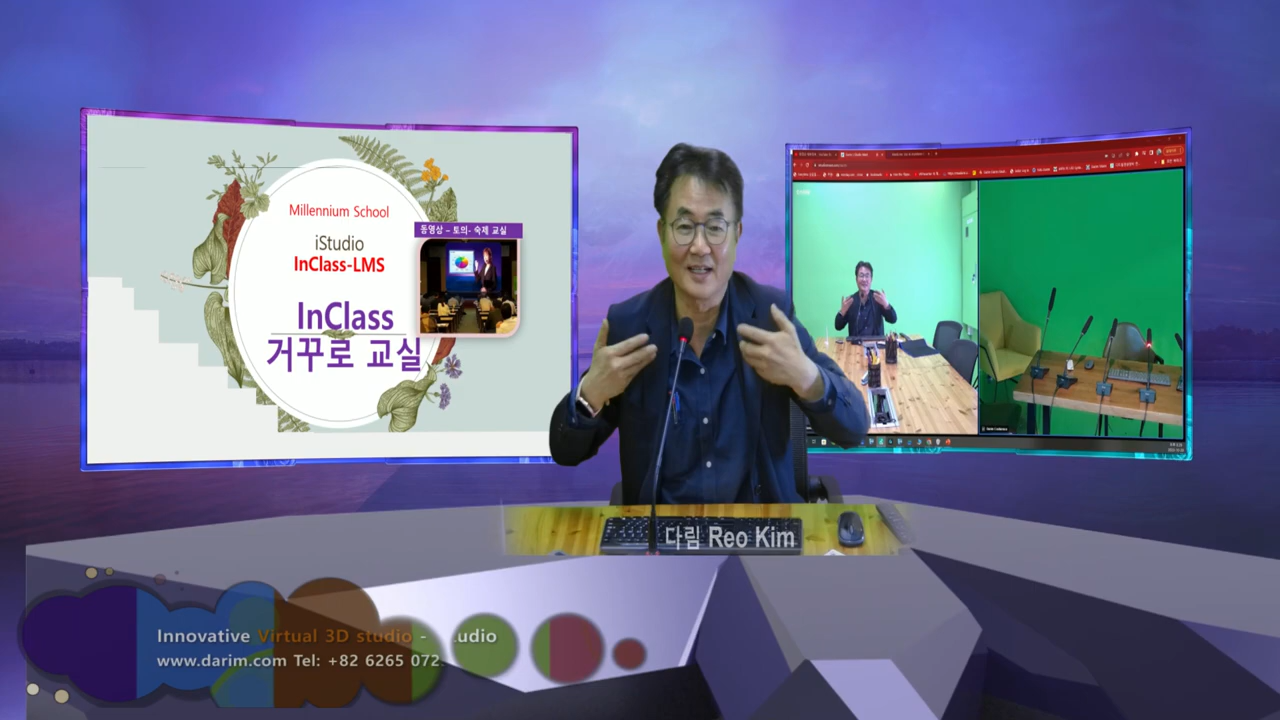 Millennium School
iStudio
InClass-LMS
InClass
거꾸로 교실
동영상 – 토의- 숙제 교실
다림 Reo Kim
Innovative Virtual 3D studio - udio
www.darim.com Tel: +82 6265 072